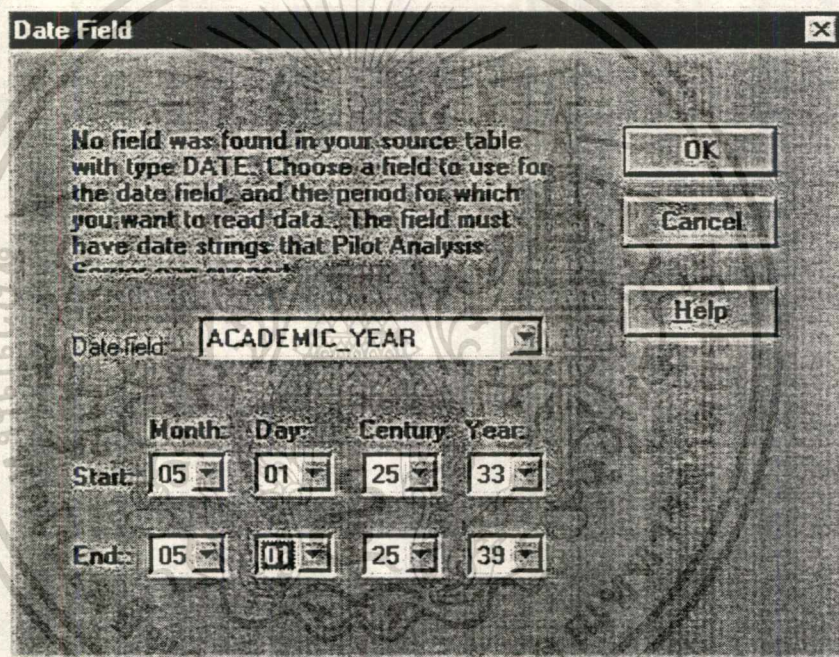 Date Field
No field was found in your source table
with type DATE. Choose a field to use for
the date field, and the period for which
you want to read data. The field must
have date strings that Pilot Analysis
OK
Cancel
Help
Date field: ACADEMIC_YEAR
Month: Day: Century: Year:
Start: 05 01 25 33
End: 05 01 25 39